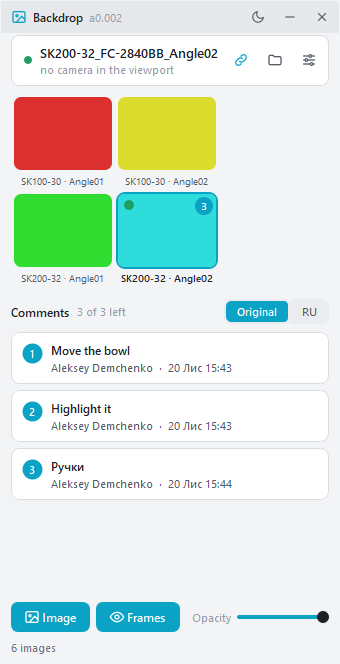 Backdrop a0.002
SK200-32_FC-2840BB_Angle02
no camera in the viewport
SK100-30 · Angle01
SK100-30 · Angle02
3
SK200-32 · Angle01
SK200-32 · Angle02
Comments 3 of 3 left Original RU
1 Move the bowl
Aleksey Demchenko · 20 Лис 15:43
2 Highlight it
Aleksey Demchenko · 20 Лис 15:43
3 Ручки
Aleksey Demchenko · 20 Лис 15:44
Image Frames Opacity
6 images